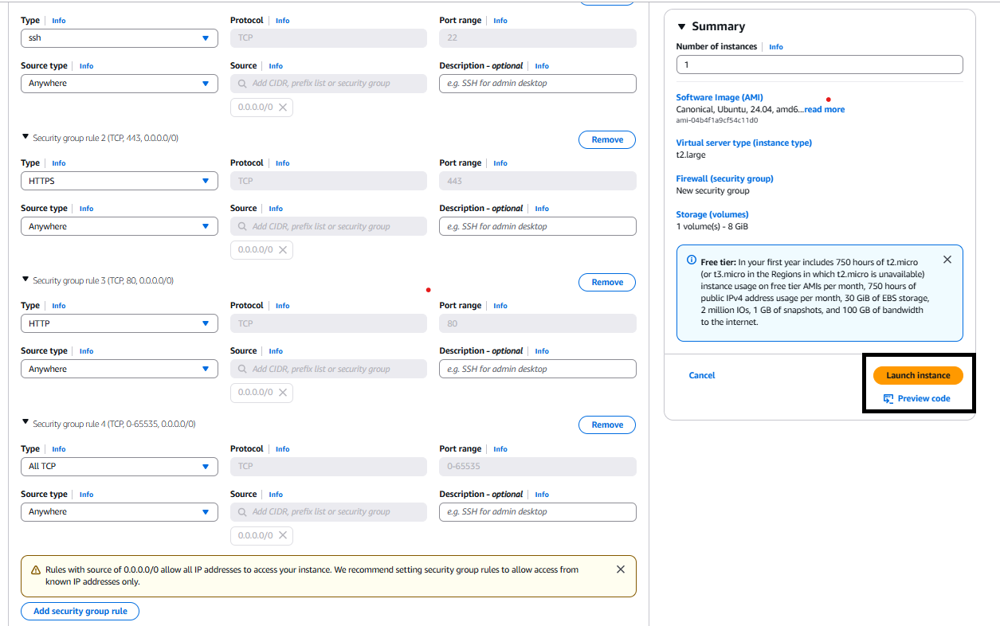 Type Info Protocol Info Port range Info
ssh TCP 22
Source type Info Source Info Description - optional Info
Anywhere Add CIDR, prefix list or security group e.g. SSH for admin desktop
0.0.0.0/0
Security group rule 2 (TCP, 443, 0.0.0.0/0) Remove
Type Info Protocol Info Port range Info
HTTPS TCP 443
Source type Info Source Info Description - optional Info
Anywhere Add CIDR, prefix list or security group e.g. SSH for admin desktop
0.0.0.0/0
Security group rule 3 (TCP, 80, 0.0.0.0/0) Remove
Type Info Protocol Info Port range Info
HTTP TCP 80
Source type Info Source Info Description - optional Info
Anywhere Add CIDR, prefix list or security group e.g. SSH for admin desktop
0.0.0.0/0
Security group rule 4 (TCP, 0-65535, 0.0.0.0/0) Remove
Type Info Protocol Info Port range Info
All TCP TCP 0-65535
Source type Info Source Info Description - optional Info
Anywhere Add CIDR, prefix list or security group e.g. SSH for admin desktop
0.0.0.0/0
Rules with source of 0.0.0.0/0 allow all IP addresses to access your instance. We recommend setting security group rules to allow access from
known IP addresses only.
Add security group rule
Summary
Number of instances Info
1
Software Image (AMI)
Canonical, Ubuntu, 24.04, amd6...read more
ami-04b4f1a9cf54c11d0
Virtual server type (instance type)
t2.large
Firewall (security group)
New security group
Storage (volumes)
1 volume(s) - 8 GiB
Free tier: In your first year includes 750 hours of t2.micro
(or t3.micro in the Regions in which t2.micro is unavailable)
instance usage on free tier AMIs per month, 750 hours of
public IPv4 address usage per month, 30 GiB of EBS storage,
2 million IOs, 1 GB of snapshots, and 100 GB of bandwidth
to the internet.
Cancel Launch instance
Preview code